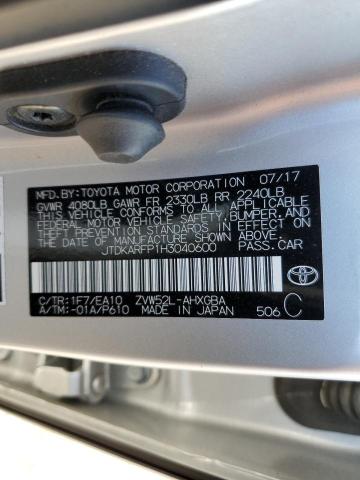 MFD.BY:TOYOTA MOTOR CORPORATION 07/17
GVWR 4080LB GAWR FR 2330LB RR 2240LB
THIS VEHICLE CONFORMS TO ALL APPLICABLE
FEDERAL MOTOR VEHICLE SAFETY, BUMPER, AND
THEFT PREVENTION STANDARDS IN EFFECT ON
THE DATE OF MANUFACTURE SHOWN ABOVE.
JTDKARFP1H3040600 PASS.CAR
C/TR:1F7/EA10 ZVW52L-AHXGBA
A/TM:-01A/P610 MADE IN JAPAN 506 C